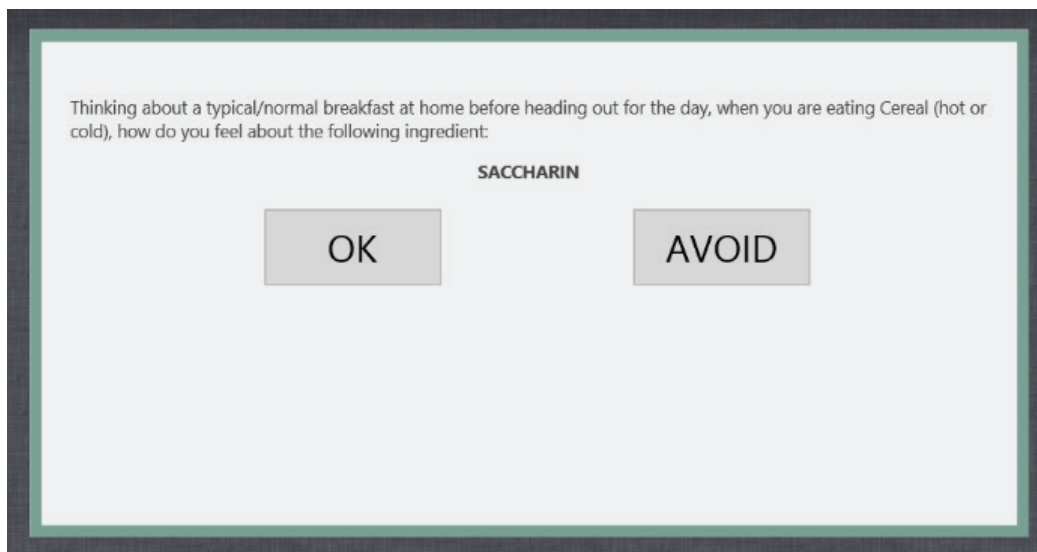 Thinking about a typical/normal breakfast at home before heading out for the day, when you are eating Cereal (hot or
cold), how do you feel about the following ingredient:
SACCHARIN
OK
AVOID